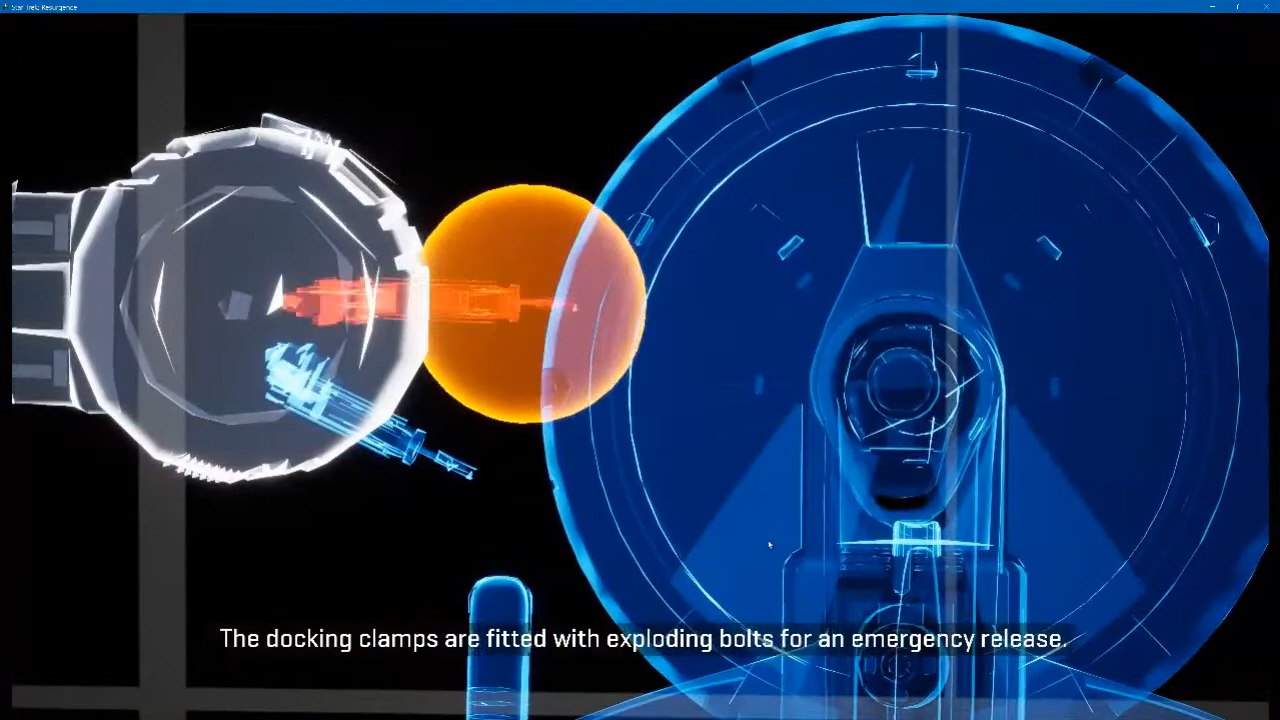 Star Trek: Resurgence
The docking clamps are fitted with exploding bolts for an emergency release.